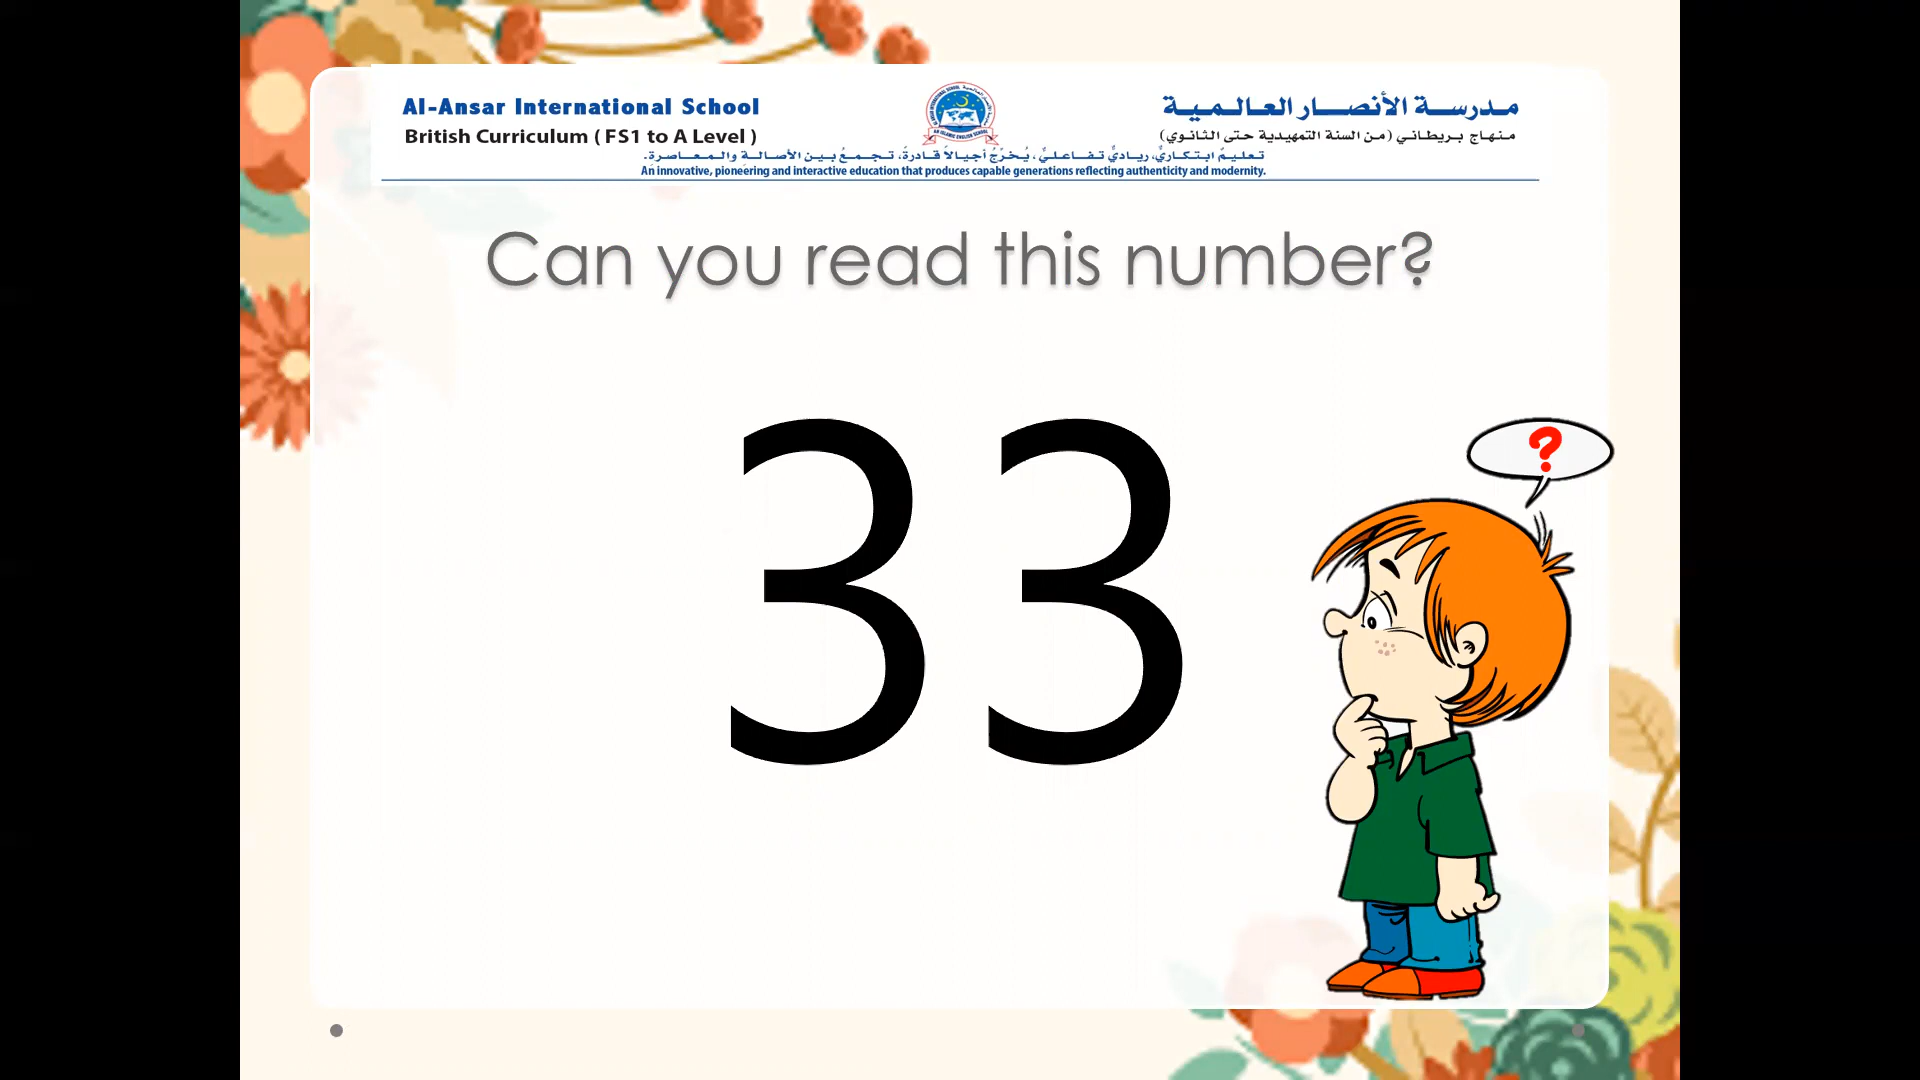 Al-Ansar International School
مدرسة الأنصار العالمية
British Curriculum ( FS1 to A Level )
منهاج بريطاني (من السنة التمهيدية حتى الثانوي)
تعليمٌ ابتكاريٌّ، رياديٌّ تفاعليٌّ، يُخرّجُ أجيالاً قادرةً، تجمعُ بين الأصالةِ والمعاصرةِ.
An innovative, pioneering and interactive education that produces capable generations reflecting authenticity and modernity.
Can you read this number?
33
?